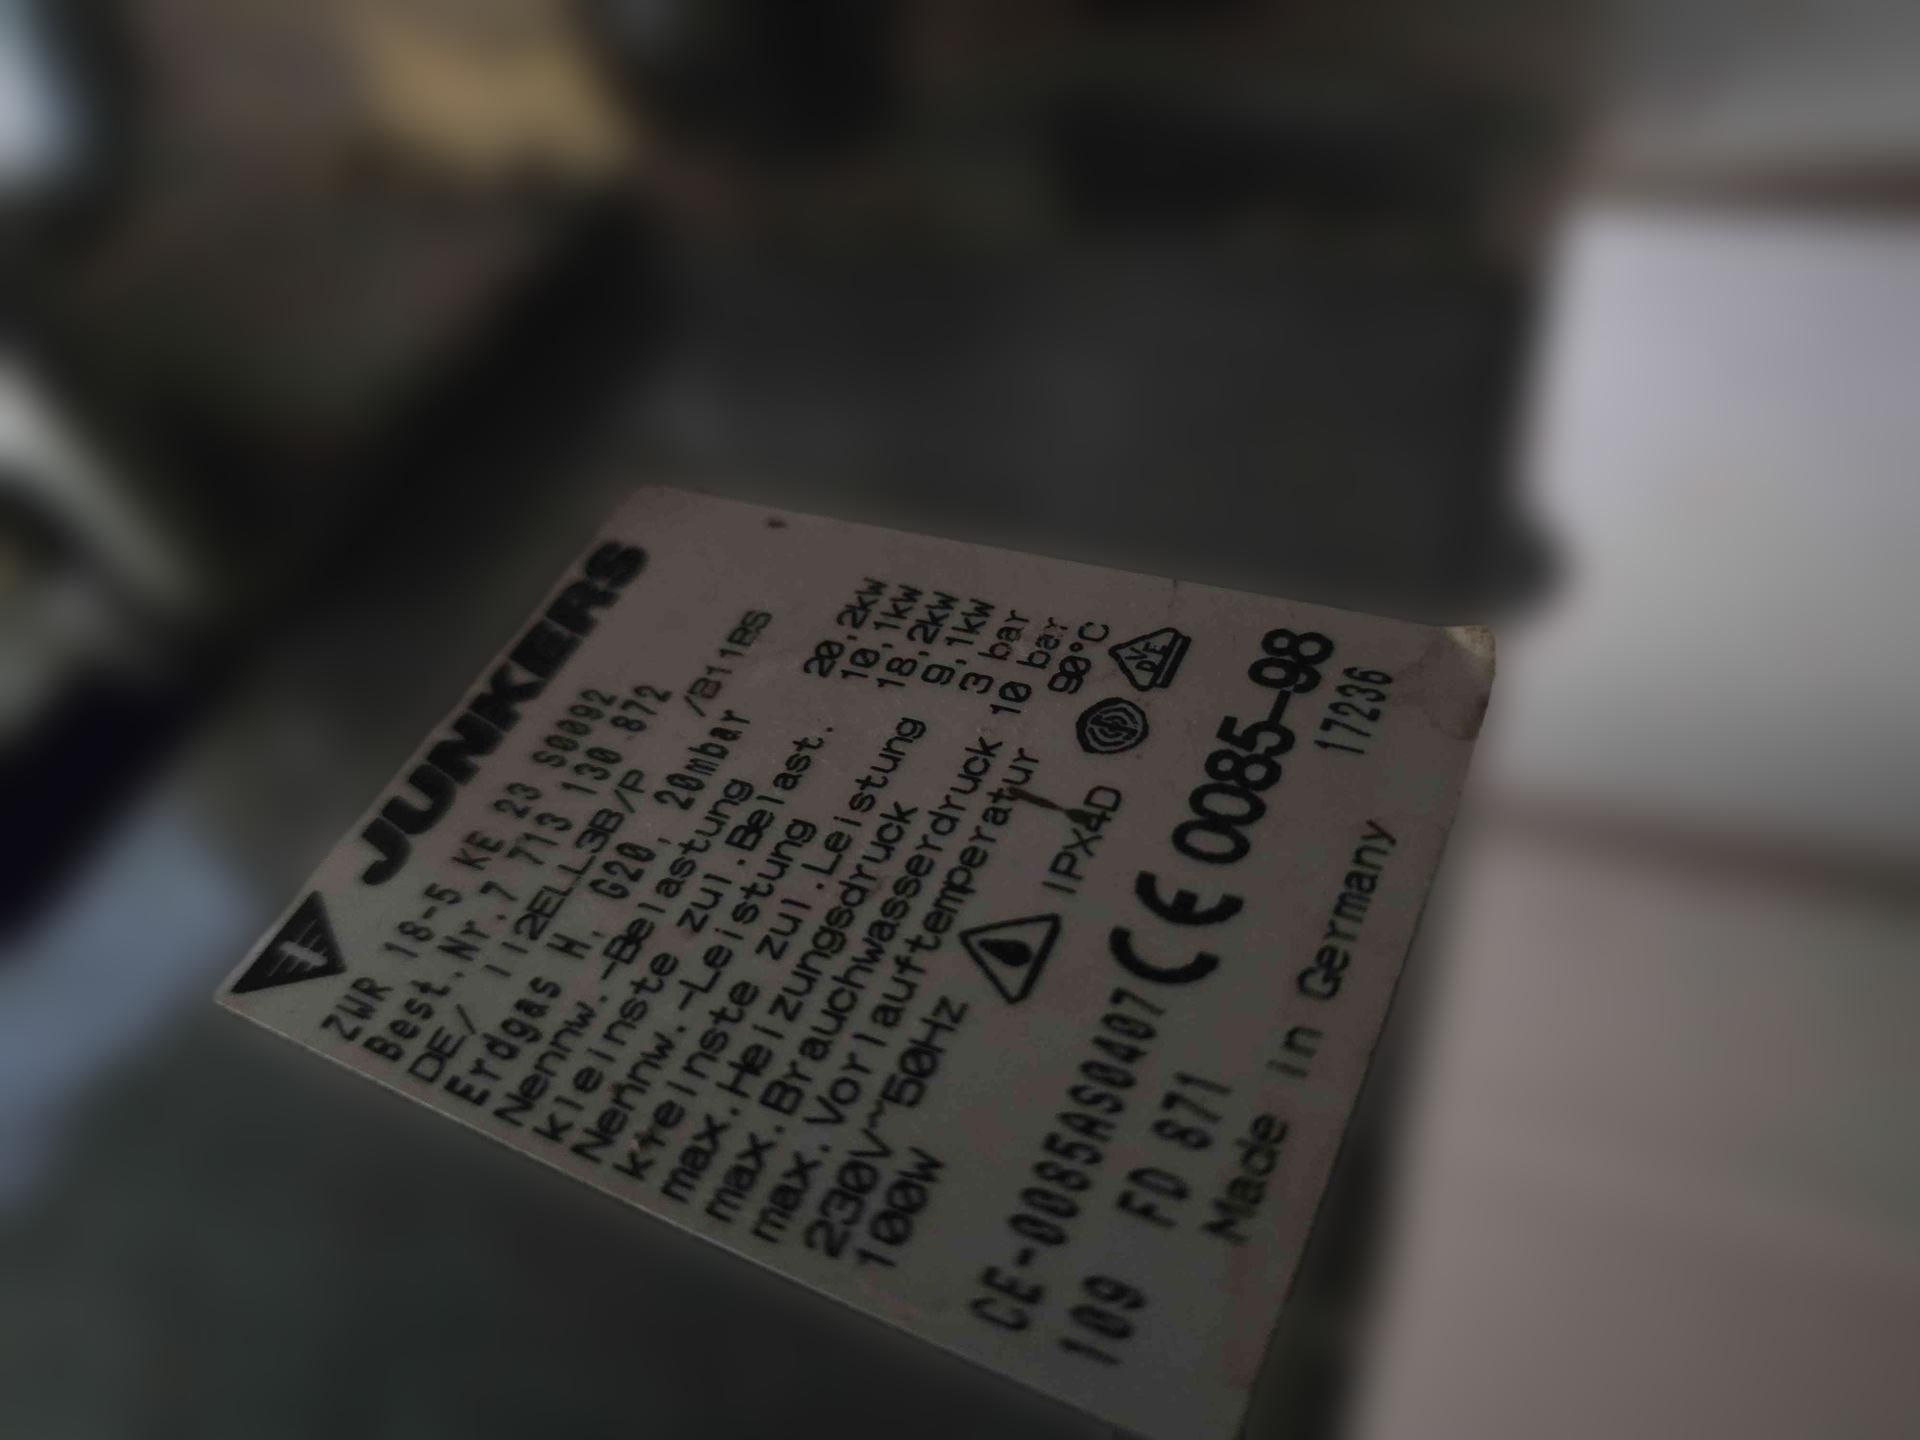 JUNKERS
ZWR 18-5 KE 23 S0092
Best.Nr.7 713 130 872
DE/ II2ELL3B/P /B11BS
Erdgas H, G20, 20mbar
Nennw.-Belastung 20,2kW
kleinste zul.Belast. 10,1kW
Nennw.-Leistung 18,2kW
kleinste zul.Leistung 9,1kW
max.Heizungsdruck 3 bar
max.Brauchwasserdruck 10 bar
max.Vorlauftemperatur 90°C
230V~50Hz IPX4D VDE
100W
CE-0085AS0407 CE 0085-98
109 FD 871 17236
Made in Germany